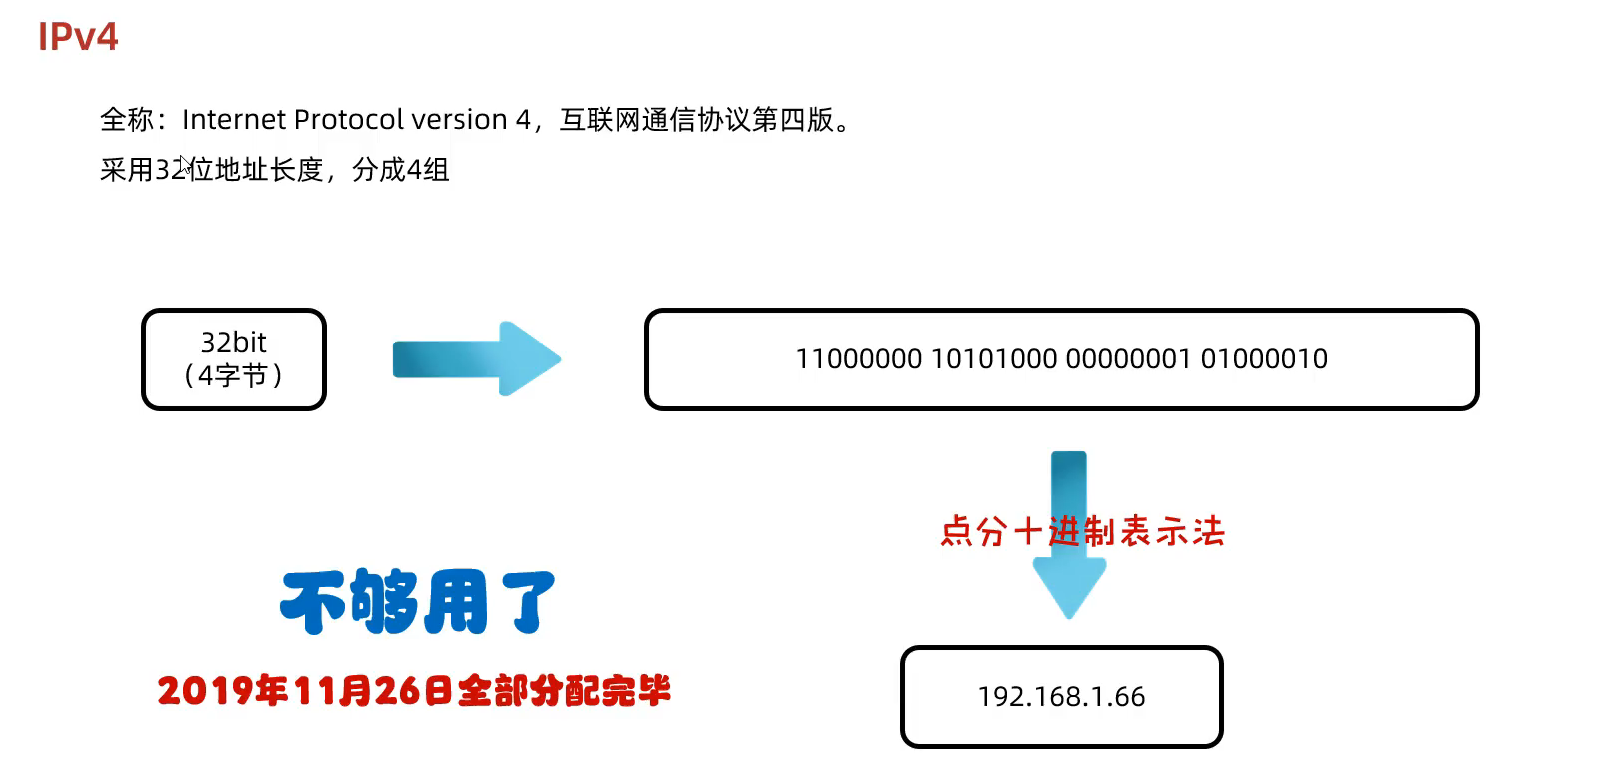 IPv4
全称：Internet Protocol version 4，互联网通信协议第四版。
采用32位地址长度，分成4组
32bit
（4字节）
11000000 10101000 00000001 01000010
点分十进制表示法
不够用了
2019年11月26日全部分配完毕
192.168.1.66